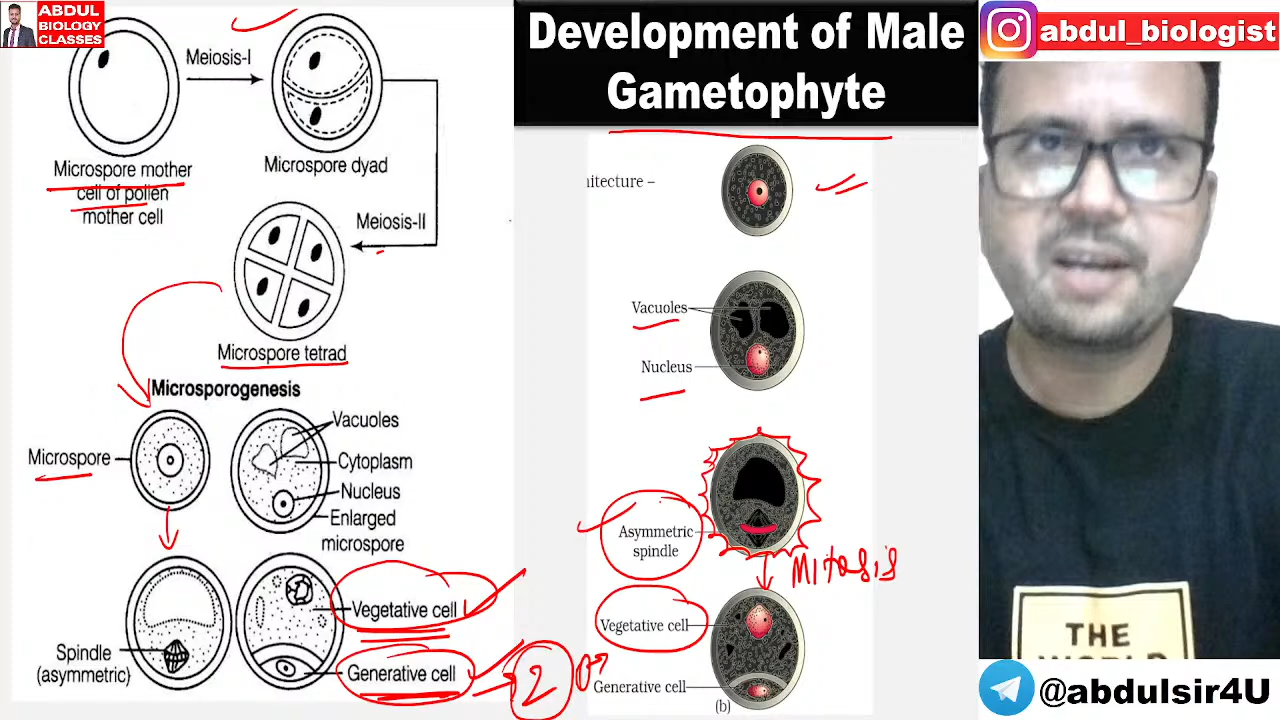 ABDUL
BIOLOGY
CLASSES
Meiosis-I
Microspore mother
cell of pollen
mother cell
Microspore dyad
Meiosis-II
Microspore tetrad
Microsporogenesis
Microspore
Vacuoles
Cytoplasm
Nucleus
Enlarged
microspore
Spindle
(asymmetric)
Vegetative cell
Generative cell
2
Development of Male
Gametophyte
hitecture –
Vacuoles
Nucleus
Asymmetric
spindle
Mitosis
Vegetative cell
Generative cell
(b)
abdul_biologist
THE
WORLD
@abdulsir4U